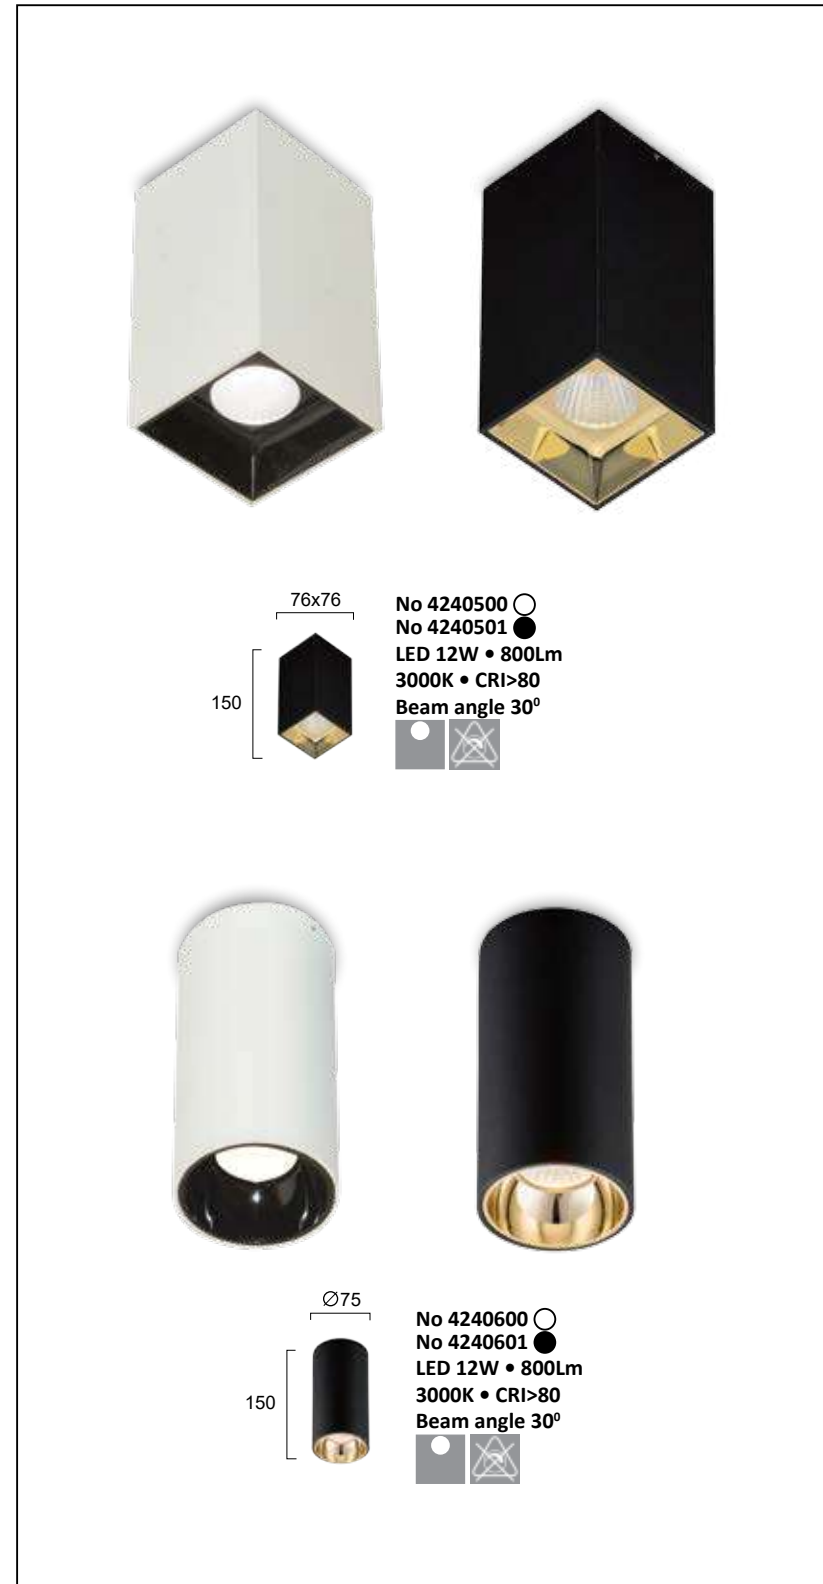 76x76
150
No 4240500
No 4240501
LED 12W • 800Lm
3000K • CRI>80
Beam angle 30⁰
∅75
150
No 4240600
No 4240601
LED 12W • 800Lm
3000K • CRI>80
Beam angle 30⁰